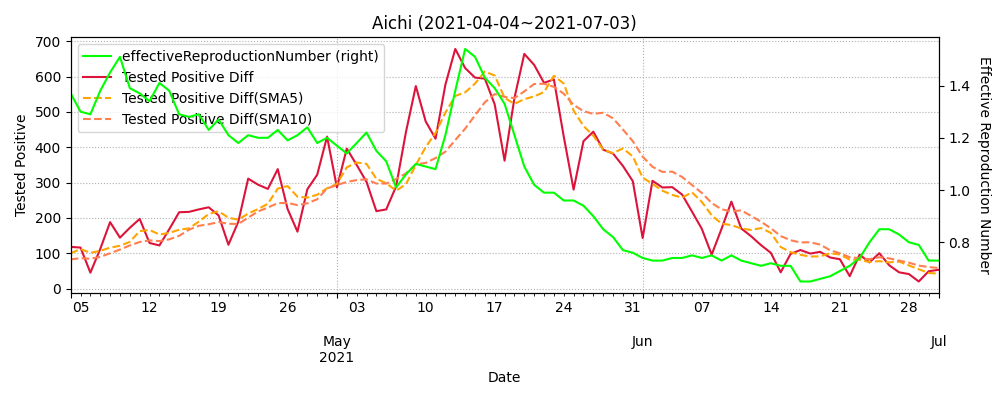 Aichi (2021-04-04~2021-07-03)
effectiveReproductionNumber (right)
Tested Positive Diff
Tested Positive Diff(SMA5)
Tested Positive Diff(SMA10)
Tested Positive
700
600
500
400
300
200
100
0
1.4
1.2
1.0
0.8
Effective Reproduction Number
05 12 19 26 03 10 17 24 31 07 14 21 28
May Jun Jul
2021
Date